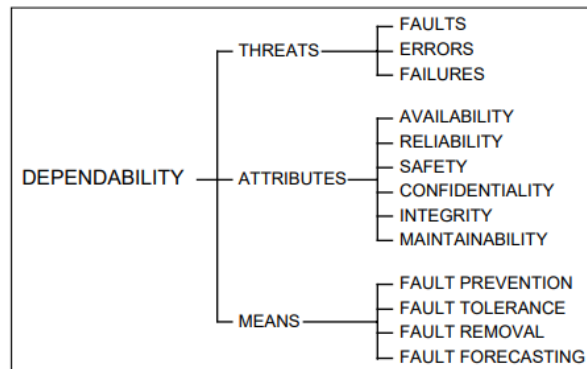 DEPENDABILITY
THREATS
FAULTS
ERRORS
FAILURES
ATTRIBUTES
AVAILABILITY
RELIABILITY
SAFETY
CONFIDENTIALITY
INTEGRITY
MAINTAINABILITY
MEANS
FAULT PREVENTION
FAULT TOLERANCE
FAULT REMOVAL
FAULT FORECASTING